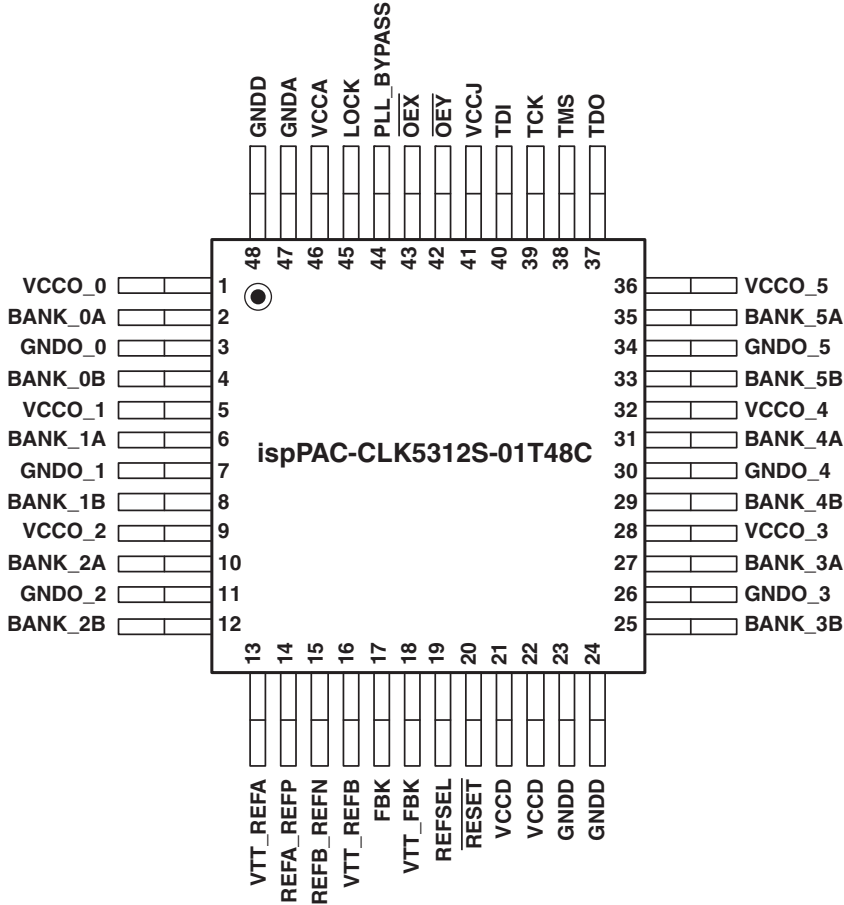 GNDD
GNDA
VCCA
LOCK
PLL_BYPASS
OEX
OEY
VCCJ
TDI
TCK
TMS
TDO
48
47
46
45
44
43
42
41
40
39
38
37
VCCO_0 1
BANK_0A 2
GNDO_0 3
BANK_0B 4
VCCO_1 5
BANK_1A 6
GNDO_1 7
BANK_1B 8
VCCO_2 9
BANK_2A 10
GNDO_2 11
BANK_2B 12
ispPAC-CLK5312S-01T48C
36 VCCO_5
35 BANK_5A
34 GNDO_5
33 BANK_5B
32 VCCO_4
31 BANK_4A
30 GNDO_4
29 BANK_4B
28 VCCO_3
27 BANK_3A
26 GNDO_3
25 BANK_3B
13
14
15
16
17
18
19
20
21
22
23
24
VTT_REFA
REFA_REFP
REFB_REFN
VTT_REFB
FBK
VTT_FBK
REFSEL
RESET
VCCD
VCCD
GNDD
GNDD